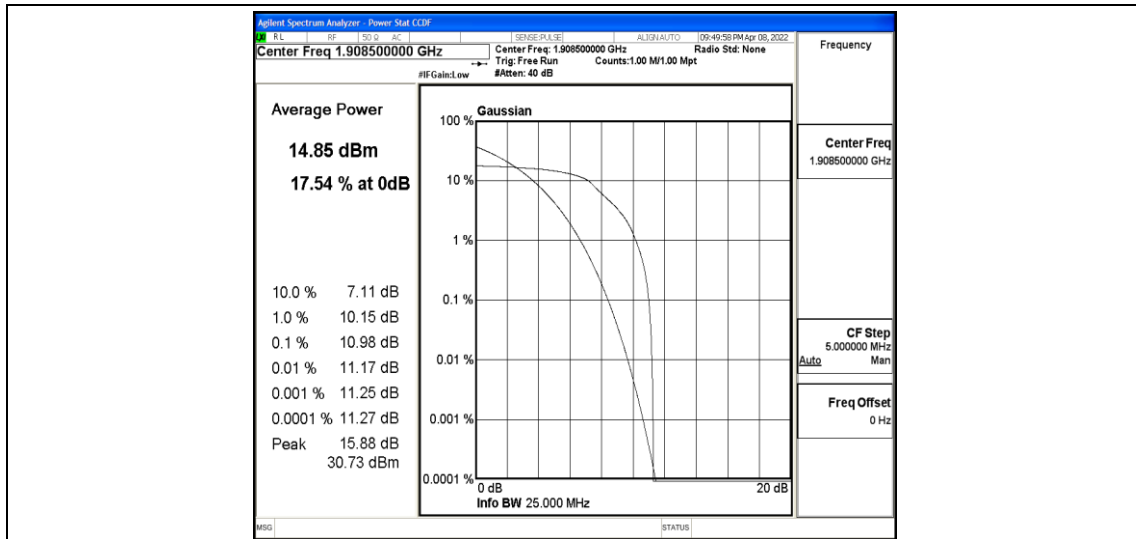 Agilent Spectrum Analyzer - Power Stat CCDF
RL RF 50 Ω AC SENSE:PULSE ALIGN AUTO 09:49:58 PM Apr 08, 2022
Center Freq 1.908500000 GHz
Center Freq: 1.908500000 GHz Radio Std: None
Trig: Free Run Counts:1.00 M/1.00 Mpt
#IFGain:Low #Atten: 40 dB
Frequency
Average Power
14.85 dBm
17.54 % at 0dB
10.0 % 7.11 dB
1.0 % 10.15 dB
0.1 % 10.98 dB
0.01 % 11.17 dB
0.001 % 11.25 dB
0.0001 % 11.27 dB
Peak 15.88 dB
30.73 dBm
Gaussian
100 %
10 %
1 %
0.1 %
0.01 %
0.001 %
0.0001 %
0 dB 20 dB
Info BW 25.000 MHz
Center Freq
1.908500000 GHz
CF Step
5.000000 MHz
Auto Man
Freq Offset
0 Hz
MSG STATUS